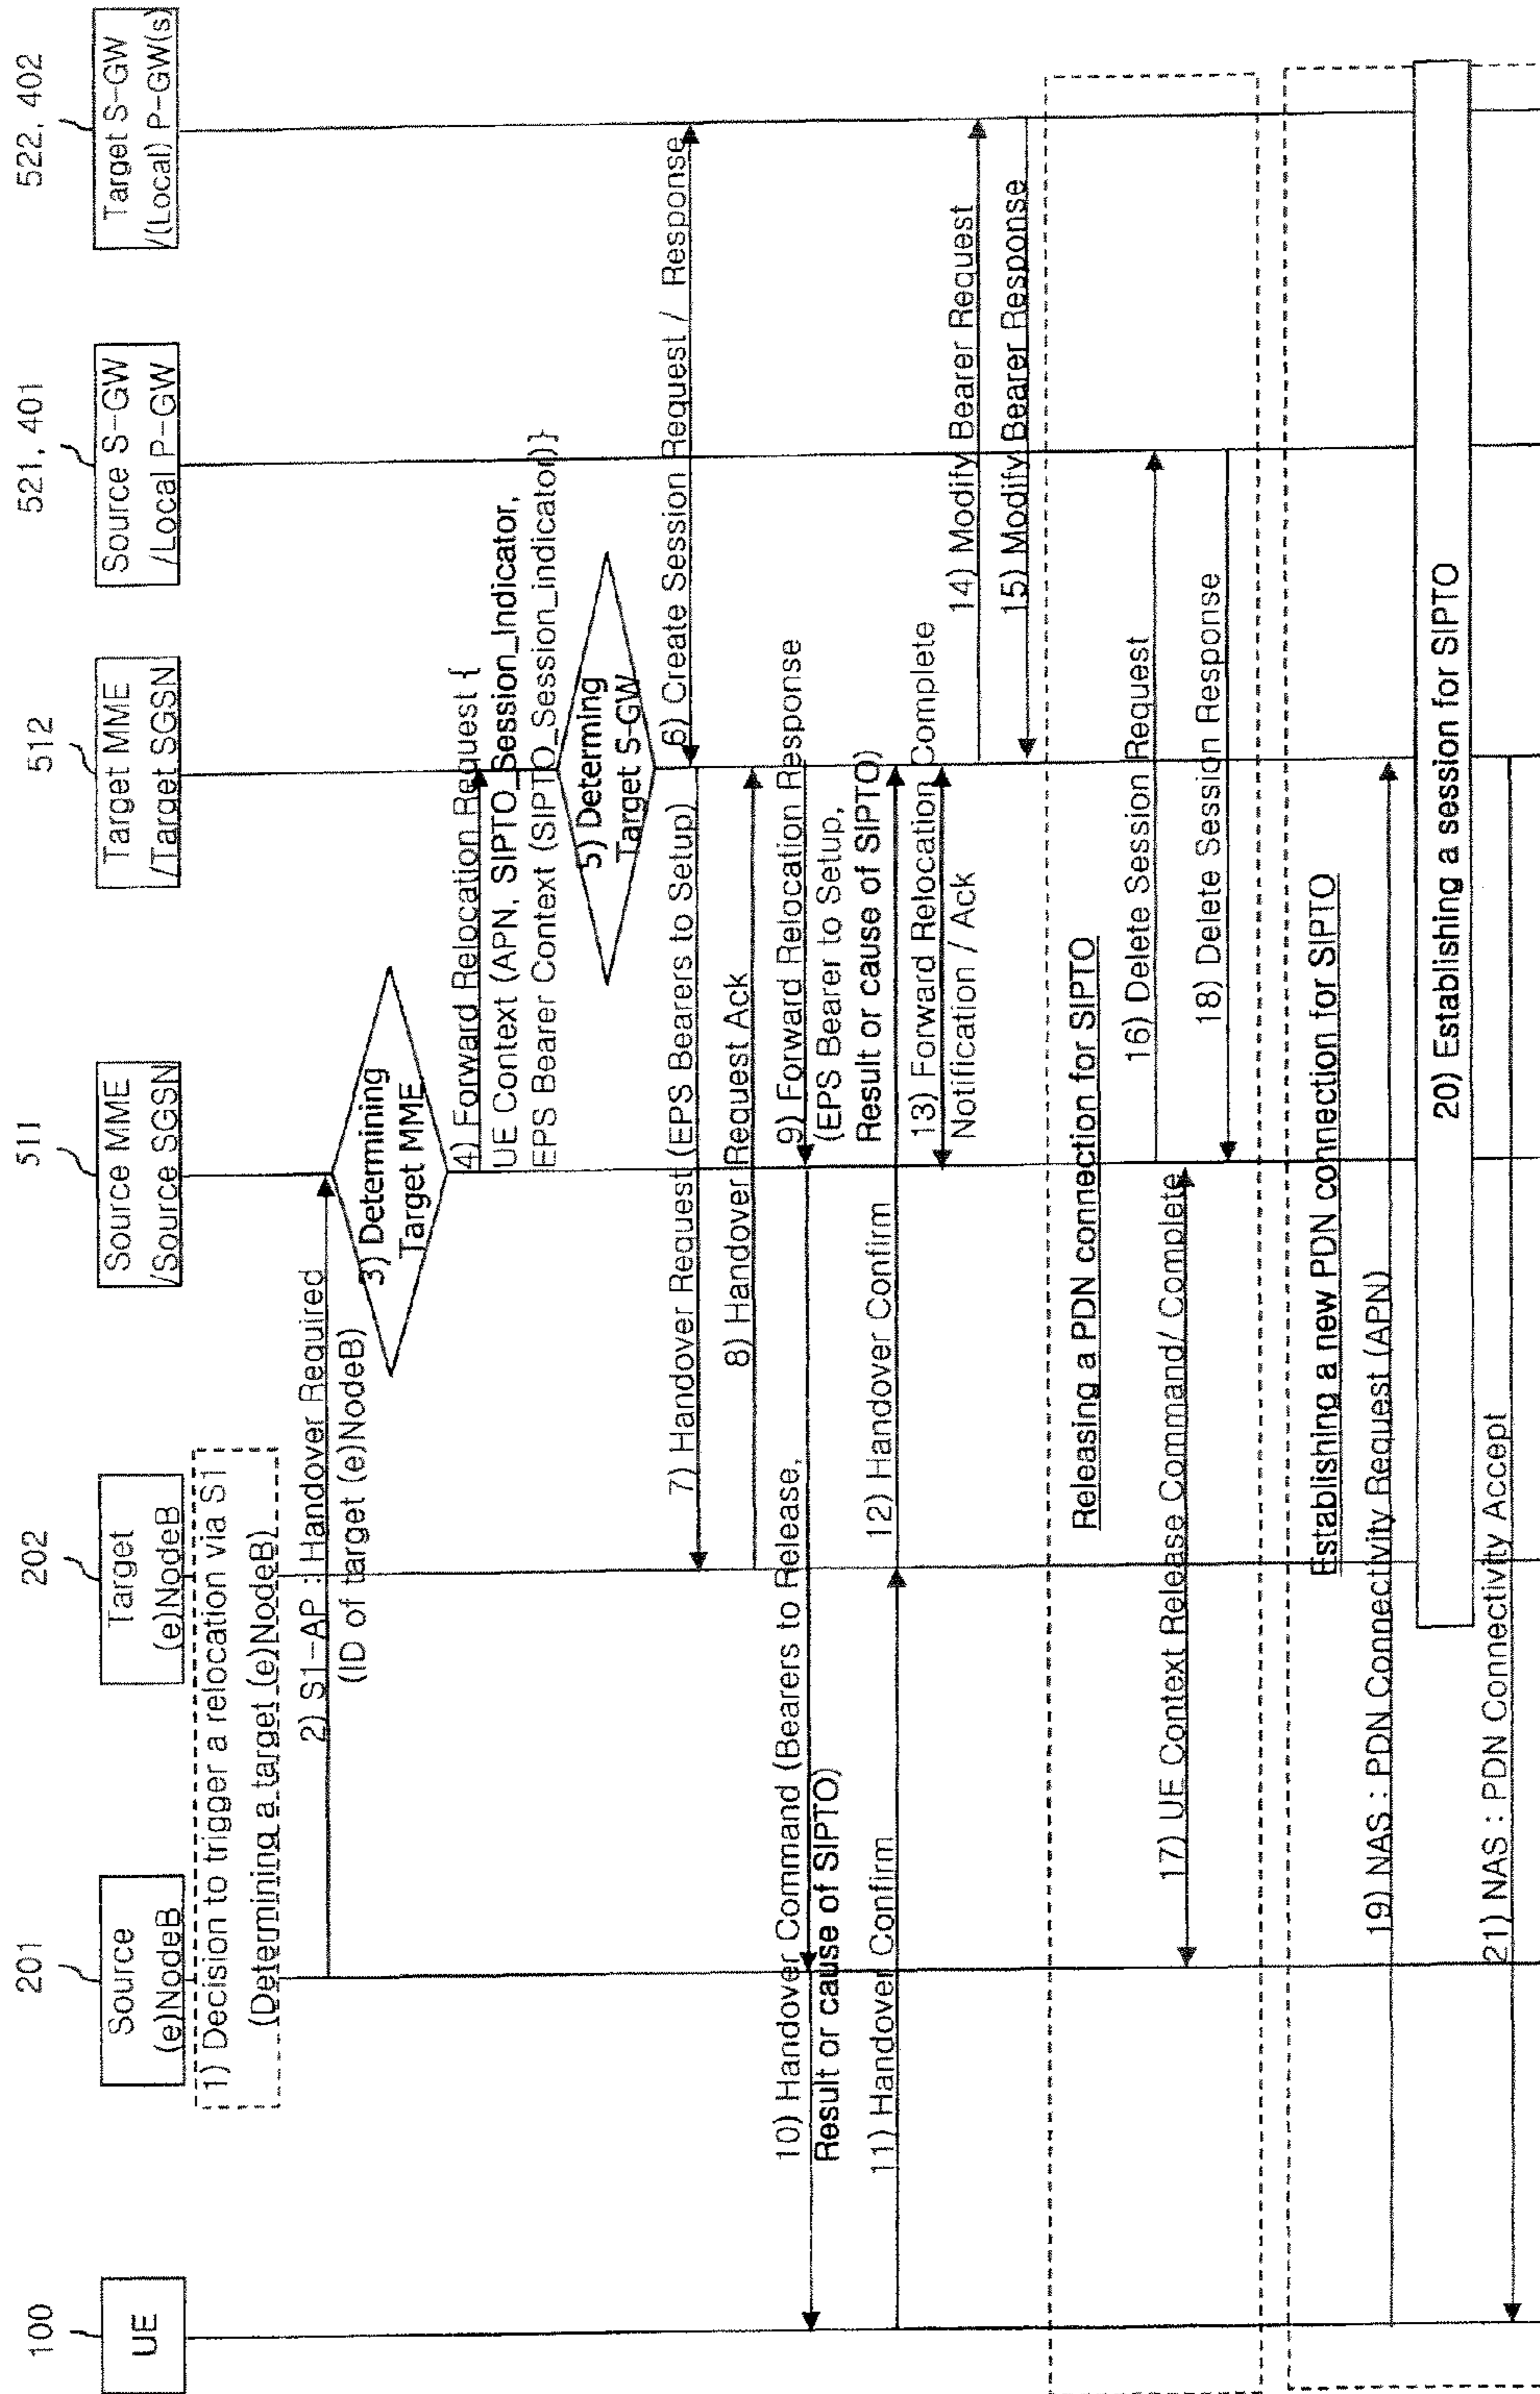 100
201
202
511
512
521, 401
522, 402
UE
Source
(e)NodeB
Target
(e)NodeB
Source MME
/Source SGSN
Target MME
/Target SGSN
Source S-GW
/Local P-GW
Target S-GW
/(Local) P-GW(s)
1) Decision to trigger a relocation via S1
(Determining a target (e)NodeB)
2) S1-AP : Handover Required
(ID of target (e)NodeB)
3) Determining
Target MME
4) Forward Relocation Request {
UE Context (APN, SIPTO_Session_Indicator,
EPS Bearer Context (SIPTO_Session_indicator)}
5) Determining
Target S-GW
6) Create Session Request / Response
7) Handover Request (EPS Bearers to Setup)
8) Handover Request Ack
9) Forward Relocation Response
(EPS Bearer to Setup,
Result or cause of SIPTO)
10) Handover Command (Bearers to Release,
Result or cause of SIPTO)
11) Handover Confirm
12) Handover Confirm
13) Forward Relocation Complete
Notification / Ack
14) Modify Bearer Request
15) Modify Bearer Response
Releasing a PDN connection for SIPTO
16) Delete Session Request
17) UE Context Release Command/ Complete
18) Delete Session Response
Establishing a new PDN connection for SIPTO
19) NAS : PDN Connectivity Request (APN)
20) Establishing a session for SIPTO
21) NAS : PDN Connectivity Accept